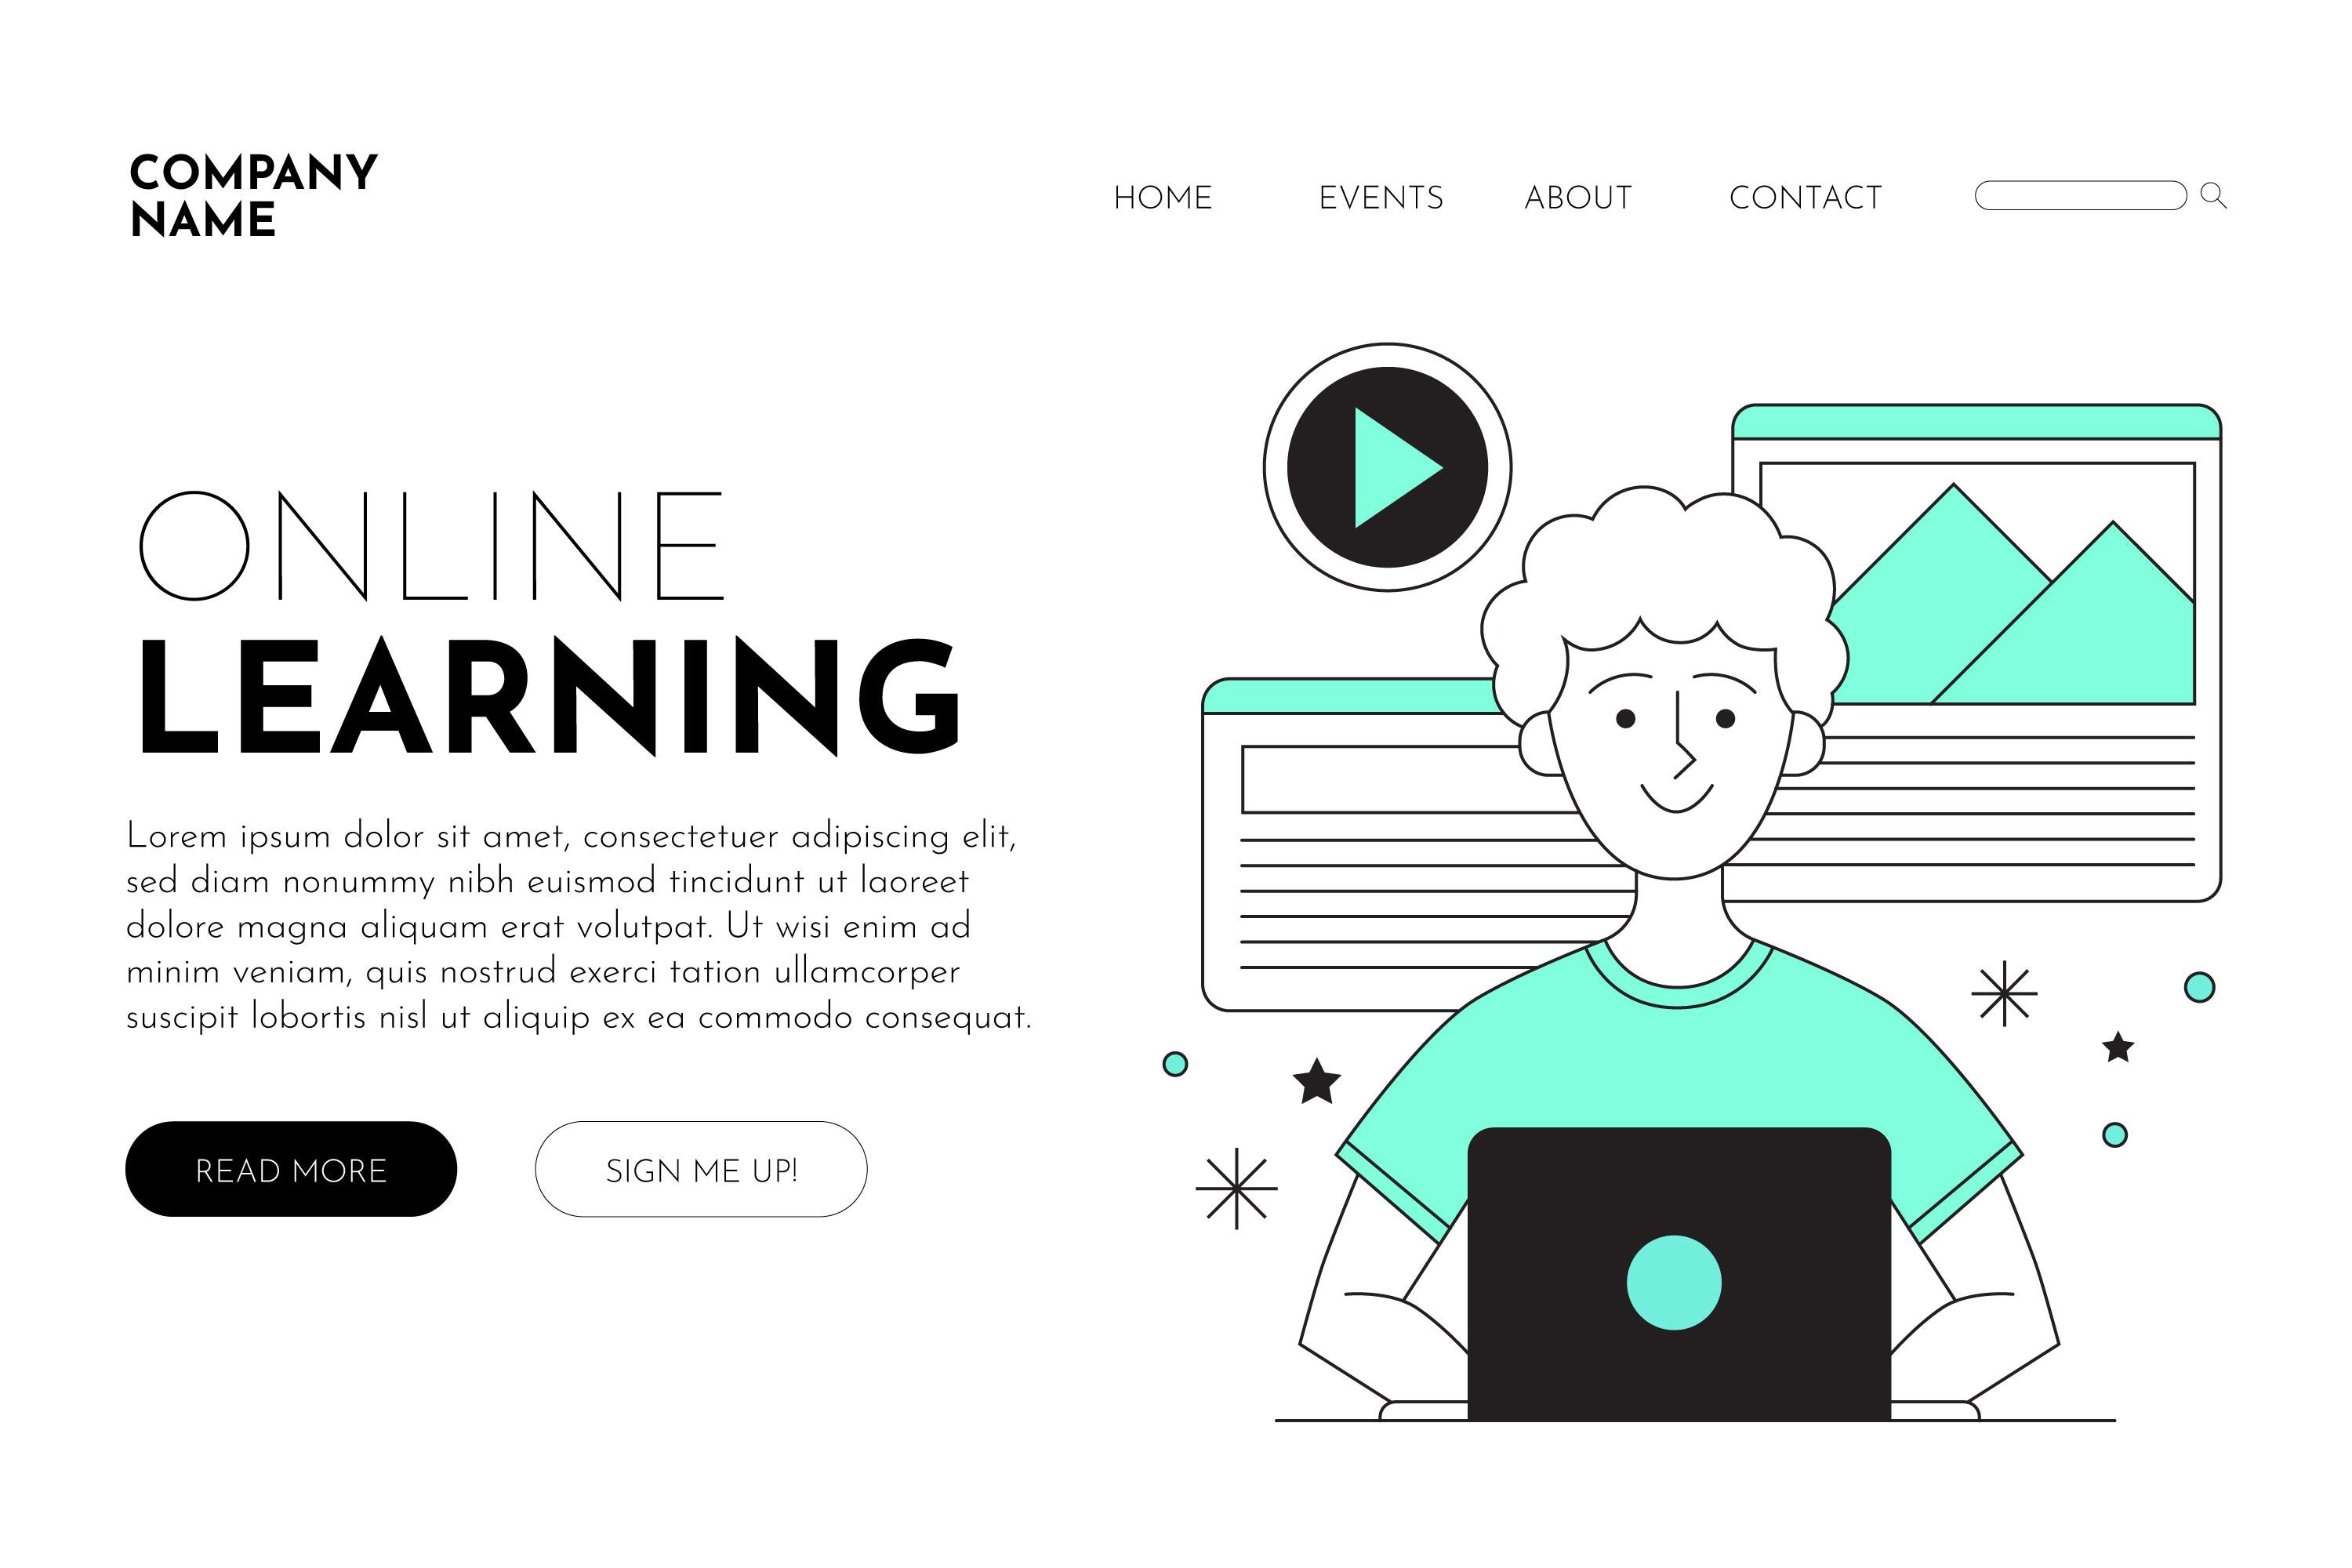 COMPANY
NAME
HOME EVENTS ABOUT CONTACT
ONLINE
LEARNING
Lorem ipsum dolor sit amet, consectetuer adipiscing elit,
sed diam nonummy nibh euismod tincidunt ut laoreet
dolore magna aliquam erat volutpat. Ut wisi enim ad
minim veniam, quis nostrud exerci tation ullamcorper
suscipit lobortis nisl ut aliquip ex ea commodo consequat.
READ MORE SIGN ME UP!